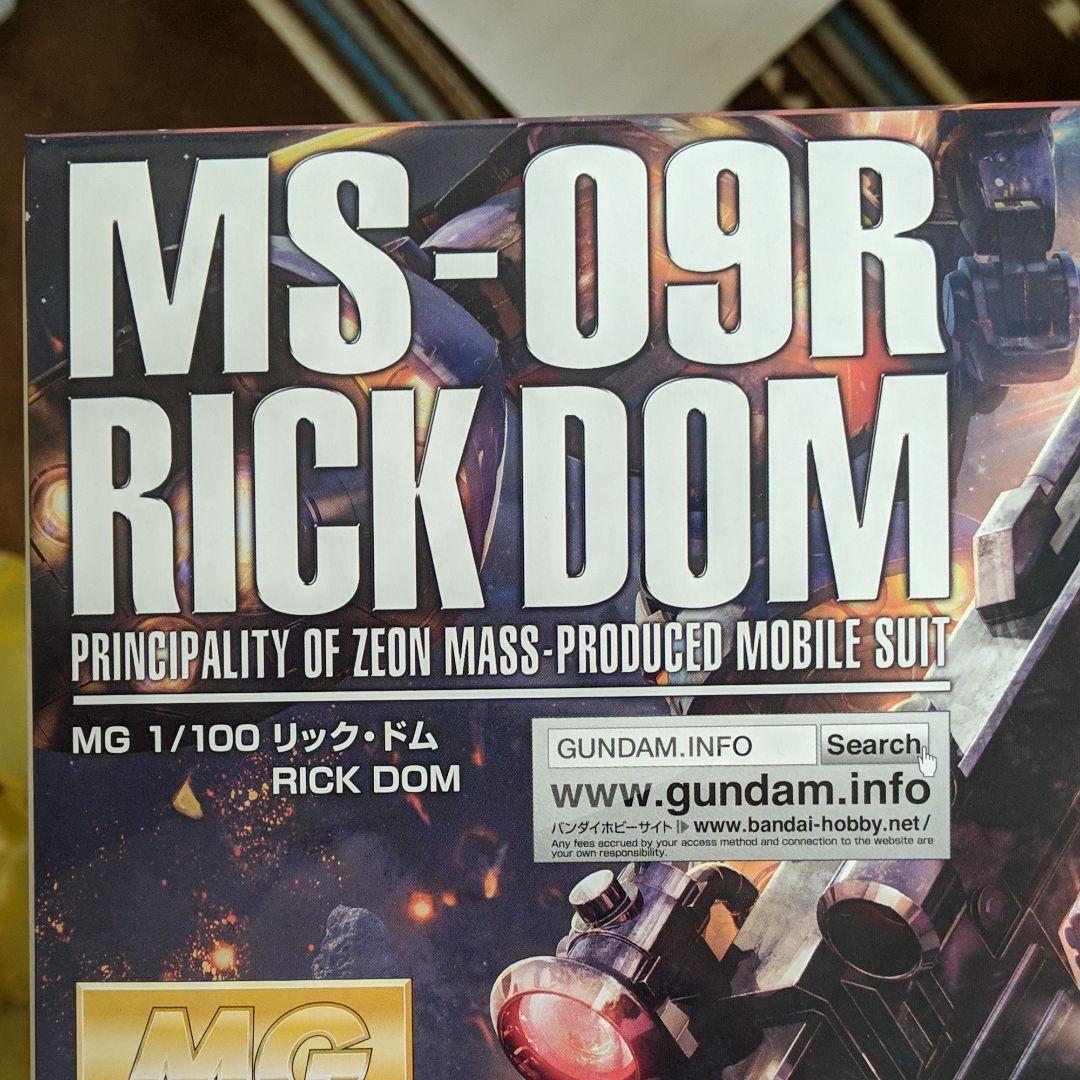 MS-09R
RICK DOM
PRINCIPALITY OF ZEON MASS-PRODUCED MOBILE SUIT
MG 1/100 リック・ドム
RICK DOM
GUNDAM.INFO Search
www.gundam.info
バンダイホビーサイト www.bandai-hobby.net/
Any fees accrued by your access method and connection to the website are
your own responsibility.
MG